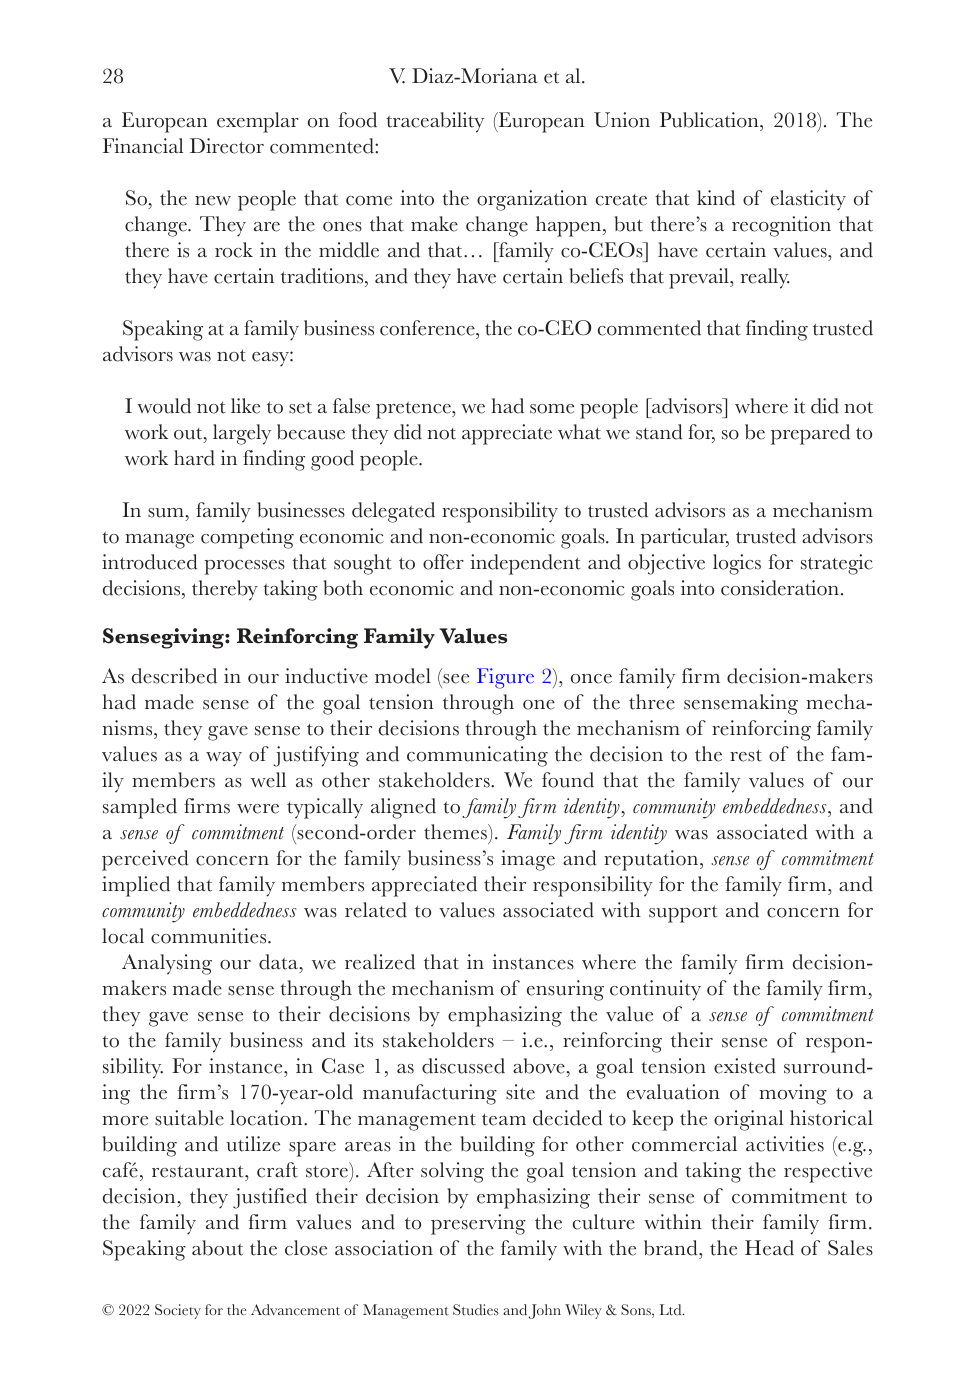 28
V. Diaz-Moriana et al.
a European exemplar on food traceability (European Union Publication, 2018). The
Financial Director commented:
So, the new people that come into the organization create that kind of elasticity of
change. They are the ones that make change happen, but there's a recognition that
there is a rock in the middle and that… [family co-CEOs] have certain values, and
they have certain traditions, and they have certain beliefs that prevail, really.
Speaking at a family business conference, the co-CEO commented that finding trusted
advisors was not easy:
I would not like to set a false pretence, we had some people [advisors] where it did not
work out, largely because they did not appreciate what we stand for, so be prepared to
work hard in finding good people.
In sum, family businesses delegated responsibility to trusted advisors as a mechanism
to manage competing economic and non-economic goals. In particular, trusted advisors
introduced processes that sought to offer independent and objective logics for strategic
decisions, thereby taking both economic and non-economic goals into consideration.
Sensegiving: Reinforcing Family Values
As described in our inductive model (see Figure 2), once family firm decision-makers
had made sense of the goal tension through one of the three sensemaking mecha-
nisms, they gave sense to their decisions through the mechanism of reinforcing family
values as a way of justifying and communicating the decision to the rest of the fam-
ily members as well as other stakeholders. We found that the family values of our
sampled firms were typically aligned to family firm identity, community embeddedness, and
a sense of commitment (second-order themes). Family firm identity was associated with a
perceived concern for the family business's image and reputation, sense of commitment
implied that family members appreciated their responsibility for the family firm, and
community embeddedness was related to values associated with support and concern for
local communities.
Analysing our data, we realized that in instances where the family firm decision-
makers made sense through the mechanism of ensuring continuity of the family firm,
they gave sense to their decisions by emphasizing the value of a sense of commitment
to the family business and its stakeholders – i.e., reinforcing their sense of respon-
sibility. For instance, in Case 1, as discussed above, a goal tension existed surround-
ing the firm's 170-year-old manufacturing site and the evaluation of moving to a
more suitable location. The management team decided to keep the original historical
building and utilize spare areas in the building for other commercial activities (e.g.,
café, restaurant, craft store). After solving the goal tension and taking the respective
decision, they justified their decision by emphasizing their sense of commitment to
the family and firm values and to preserving the culture within their family firm.
Speaking about the close association of the family with the brand, the Head of Sales
© 2022 Society for the Advancement of Management Studies and John Wiley & Sons, Ltd.